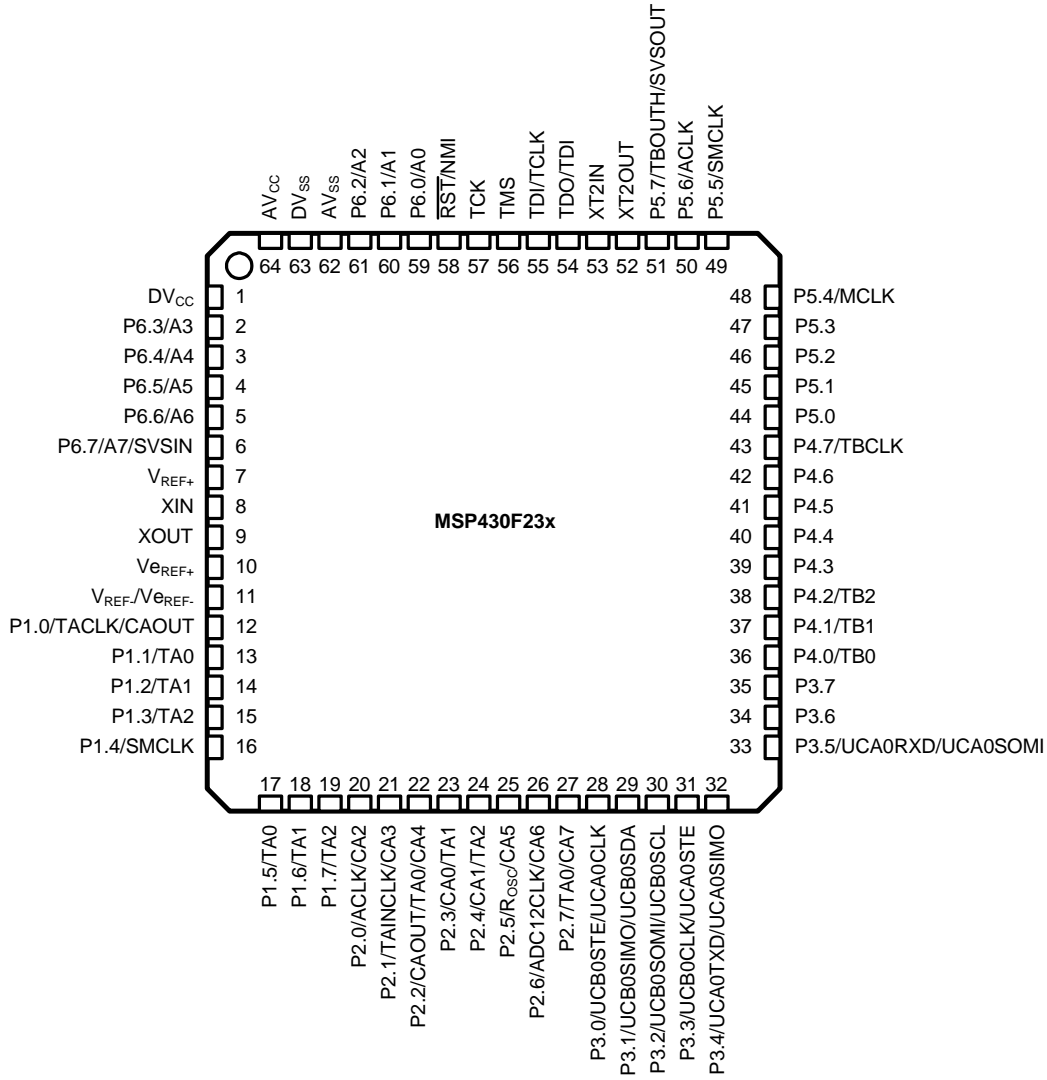 AVCC
DVSS
AVSS
P6.2/A2
P6.1/A1
P6.0/A0
RST/NMI
TCK
TMS
TDI/TCLK
TDO/TDI
XT2IN
XT2OUT
P5.7/TBOUTH/SVSOUT
P5.6/ACLK
P5.5/SMCLK
64 63 62 61 60 59 58 57 56 55 54 53 52 51 50 49
DVCC 1
P6.3/A3 2
P6.4/A4 3
P6.5/A5 4
P6.6/A6 5
P6.7/A7/SVSIN 6
VREF+ 7
XIN 8
XOUT 9
VeREF+ 10
VREF-/VeREF- 11
P1.0/TACLK/CAOUT 12
P1.1/TA0 13
P1.2/TA1 14
P1.3/TA2 15
P1.4/SMCLK 16
MSP430F23x
48 P5.4/MCLK
47 P5.3
46 P5.2
45 P5.1
44 P5.0
43 P4.7/TBCLK
42 P4.6
41 P4.5
40 P4.4
39 P4.3
38 P4.2/TB2
37 P4.1/TB1
36 P4.0/TB0
35 P3.7
34 P3.6
33 P3.5/UCA0RXD/UCA0SOMI
17 18 19 20 21 22 23 24 25 26 27 28 29 30 31 32
P1.5/TA0
P1.6/TA1
P1.7/TA2
P2.0/ACLK/CA2
P2.1/TAINCLK/CA3
P2.2/CAOUT/TA0/CA4
P2.3/CA0/TA1
P2.4/CA1/TA2
P2.5/ROSC/CA5
P2.6/ADC12CLK/CA6
P2.7/TA0/CA7
P3.0/UCB0STE/UCA0CLK
P3.1/UCB0SIMO/UCB0SDA
P3.2/UCB0SOMI/UCB0SCL
P3.3/UCB0CLK/UCA0STE
P3.4/UCA0TXD/UCA0SIMO